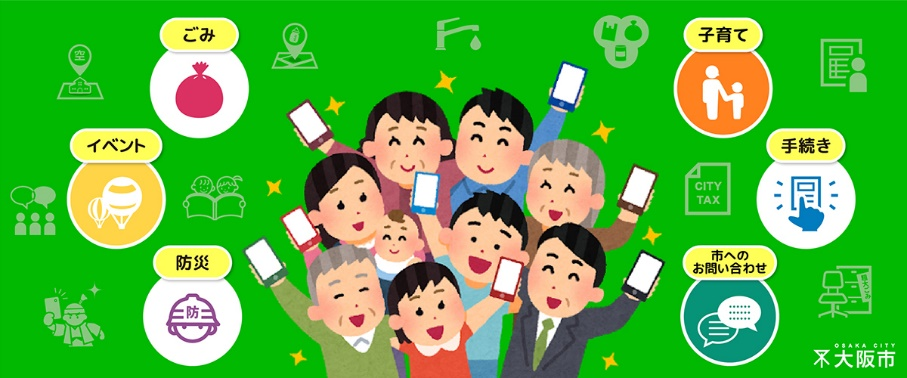 ごみ
子育て
空
イベント
手続き
CITY
TAX
防災
市への
お問い合わせ
防
OSAKA CITY
大阪市